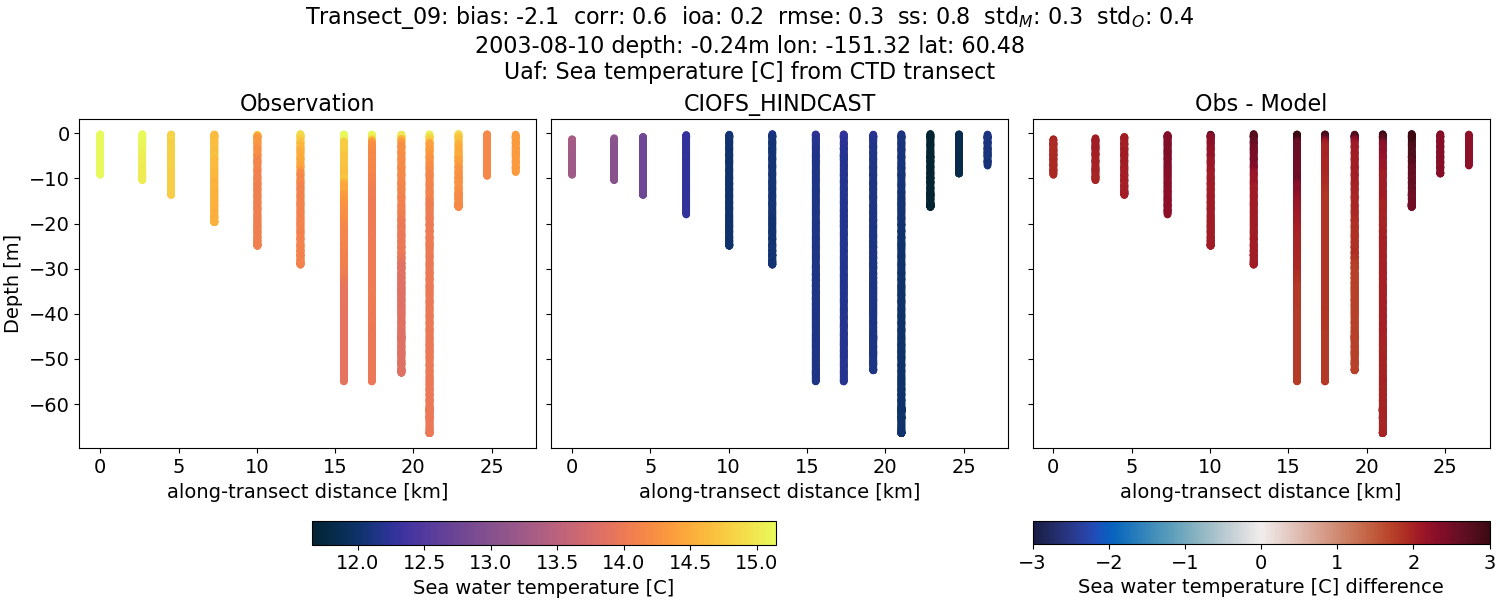 Transect_09: bias: -2.1 corr: 0.6 ioa: 0.2 rmse: 0.3 ss: 0.8 std_M: 0.3 std_O: 0.4
2003-08-10 depth: -0.24m lon: -151.32 lat: 60.48
Uaf: Sea temperature [C] from CTD transect
Observation
CIOFS_HINDCAST
Obs - Model
Depth [m]
0
−10
−20
−30
−40
−50
−60
0 5 10 15 20 25
0 5 10 15 20 25
0 5 10 15 20 25
along-transect distance [km]
along-transect distance [km]
along-transect distance [km]
12.0 12.5 13.0 13.5 14.0 14.5 15.0
Sea water temperature [C]
−3 −2 −1 0 1 2 3
Sea water temperature [C] difference